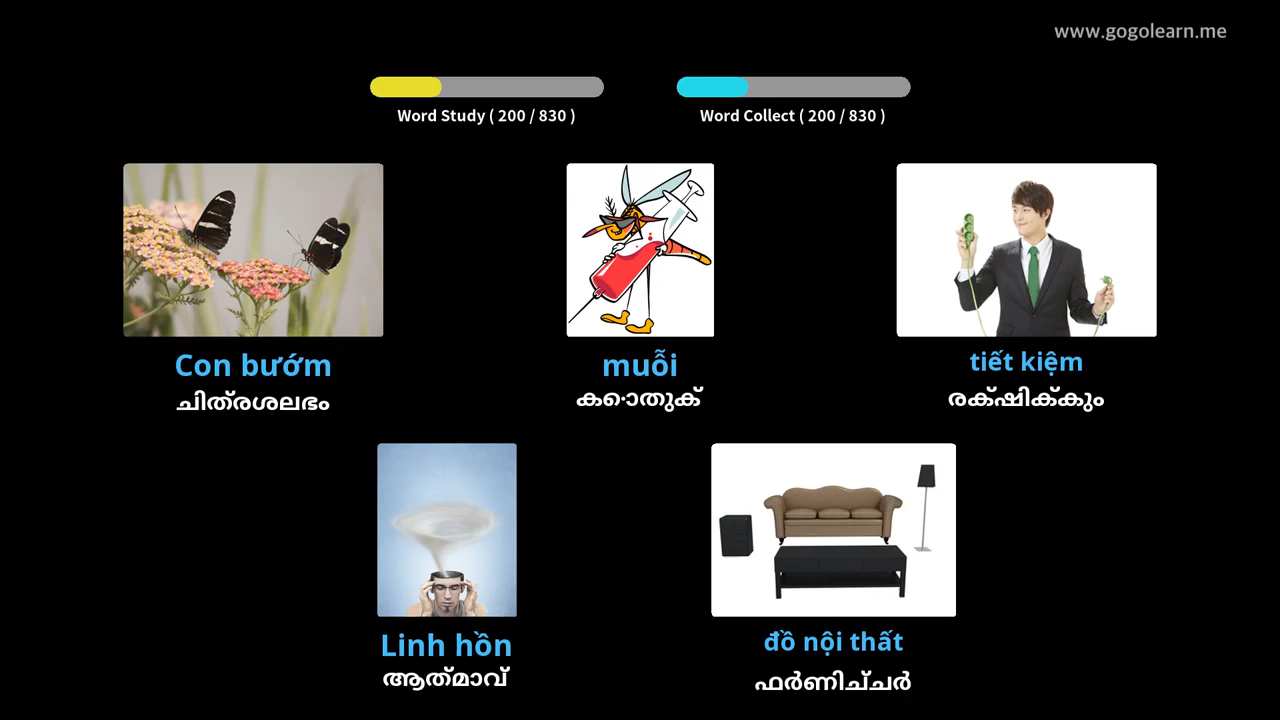 www.gogolearn.me
Word Study ( 200 / 830 )
Word Collect ( 200 / 830 )
Con bướm
muỗi
tiết kiệm
ചിത്രശലഭം
കൊതുക്
രക്ഷിക്കും
Linh hồn
đồ nội thất
ആത്മാവ്
ഫർണിച്ചർ